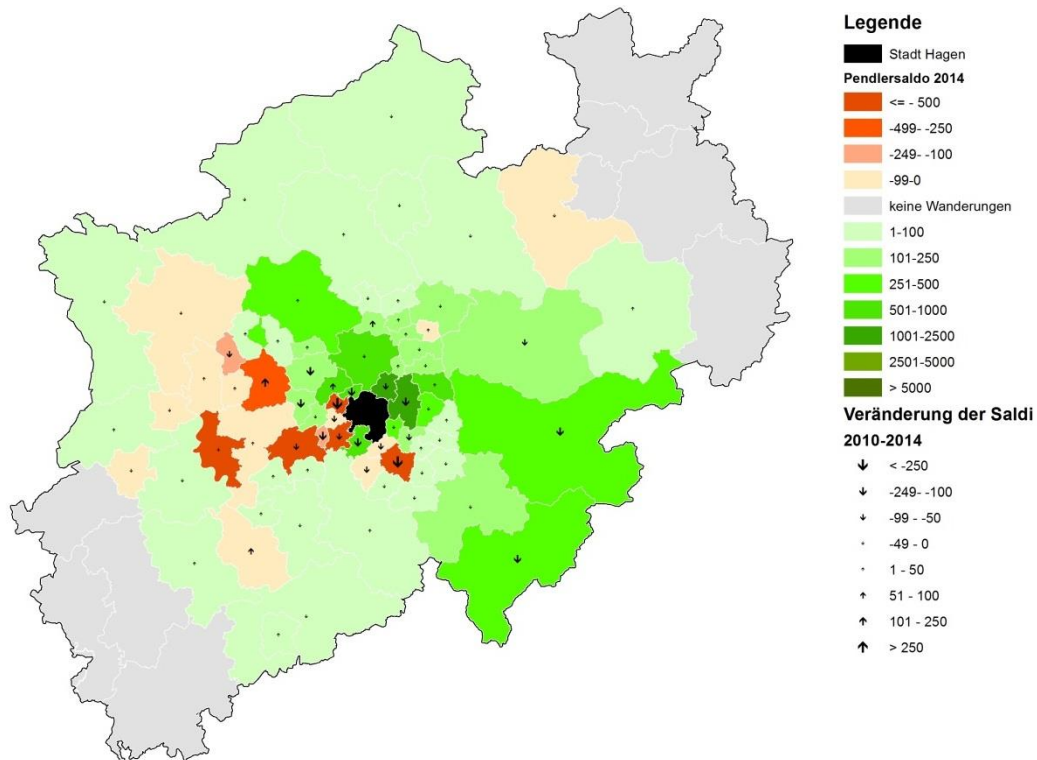 Legende
Stadt Hagen
Pendlersaldo 2014
<= - 500
-499- -250
-249- -100
-99-0
keine Wanderungen
1-100
101-250
251-500
501-1000
1001-2500
2501-5000
> 5000
Veränderung der Saldi
2010-2014
< -250
-249- -100
-99 - -50
-49 - 0
1 - 50
51 - 100
101 - 250
> 250